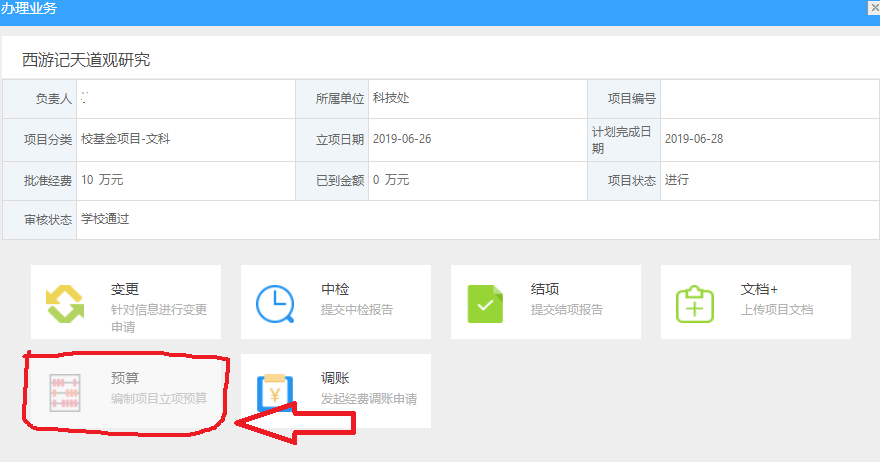 办理业务
西游记天道观研究
负责人 所属单位 科技处 项目编号
项目分类 校基金项目-文科 立项日期 2019-06-26 计划完成日期 2019-06-28
批准经费 10 万元 已到金额 0 万元 项目状态 进行
审核状态 学校通过
变更 中检 结项 文档+
针对信息进行变更 提交中检报告 提交结项报告 上传项目文档
申请
预算 调账
编制项目立项预算 发起经费调账申请
¥